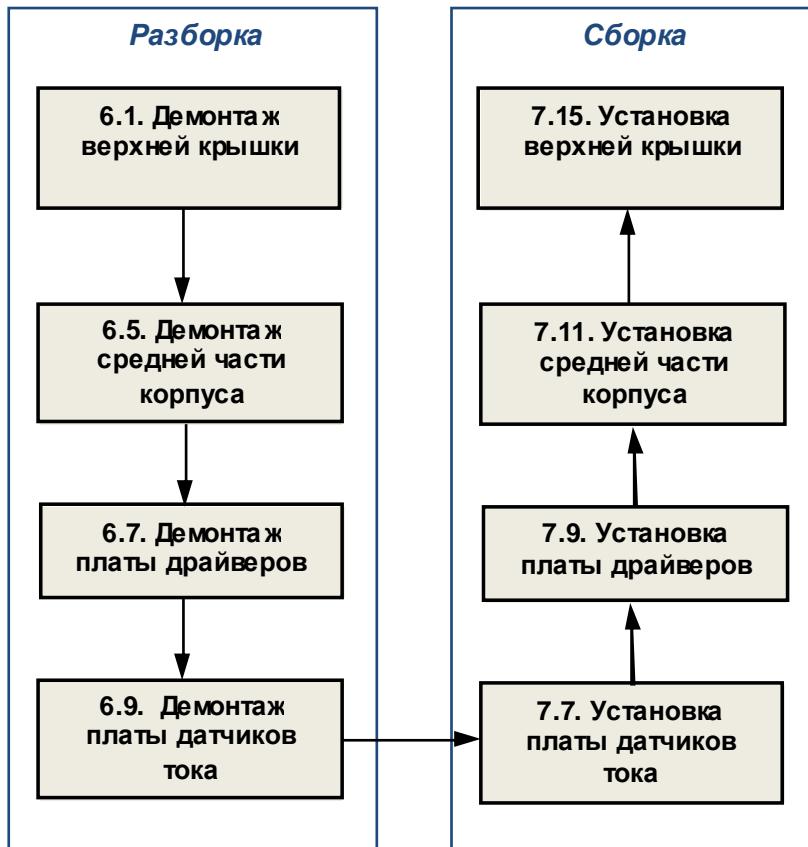 Разборка
6.1. Демонтаж
верхней крышки
6.5. Демонтаж
средней части
корпуса
6.7. Демонтаж
платы драйверов
6.9. Демонтаж
платы датчиков
тока
Сборка
7.15. Установка
верхней крышки
7.11. Установка
средней части
корпуса
7.9. Установка
платы драйверов
7.7. Установка
платы датчиков
тока